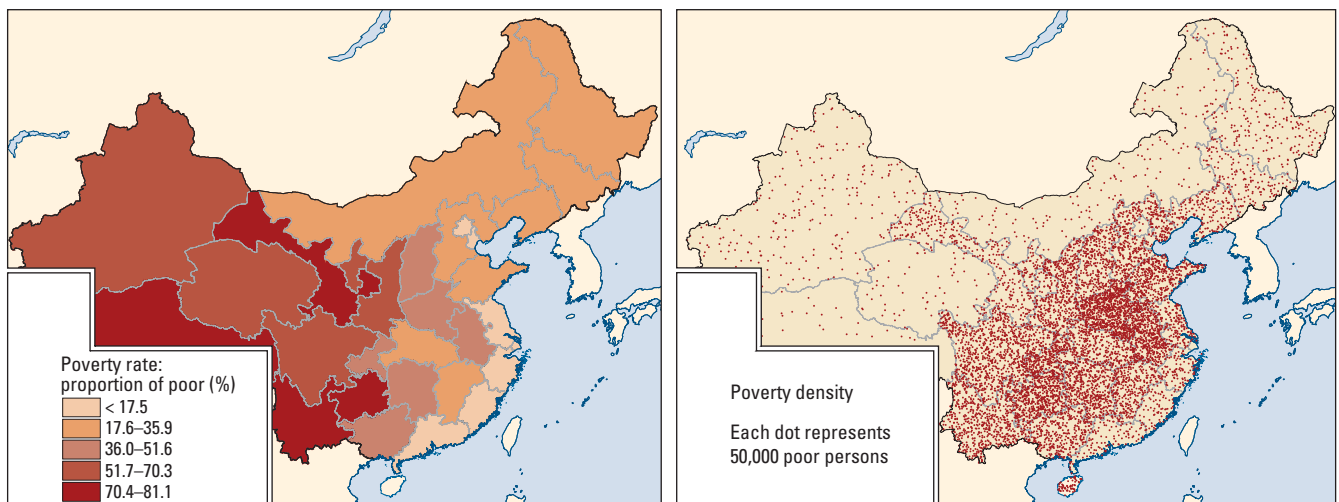 Poverty rate:
proportion of poor (%)
< 17.5
17.6–35.9
36.0–51.6
51.7–70.3
70.4–81.1
Poverty density
Each dot represents
50,000 poor persons